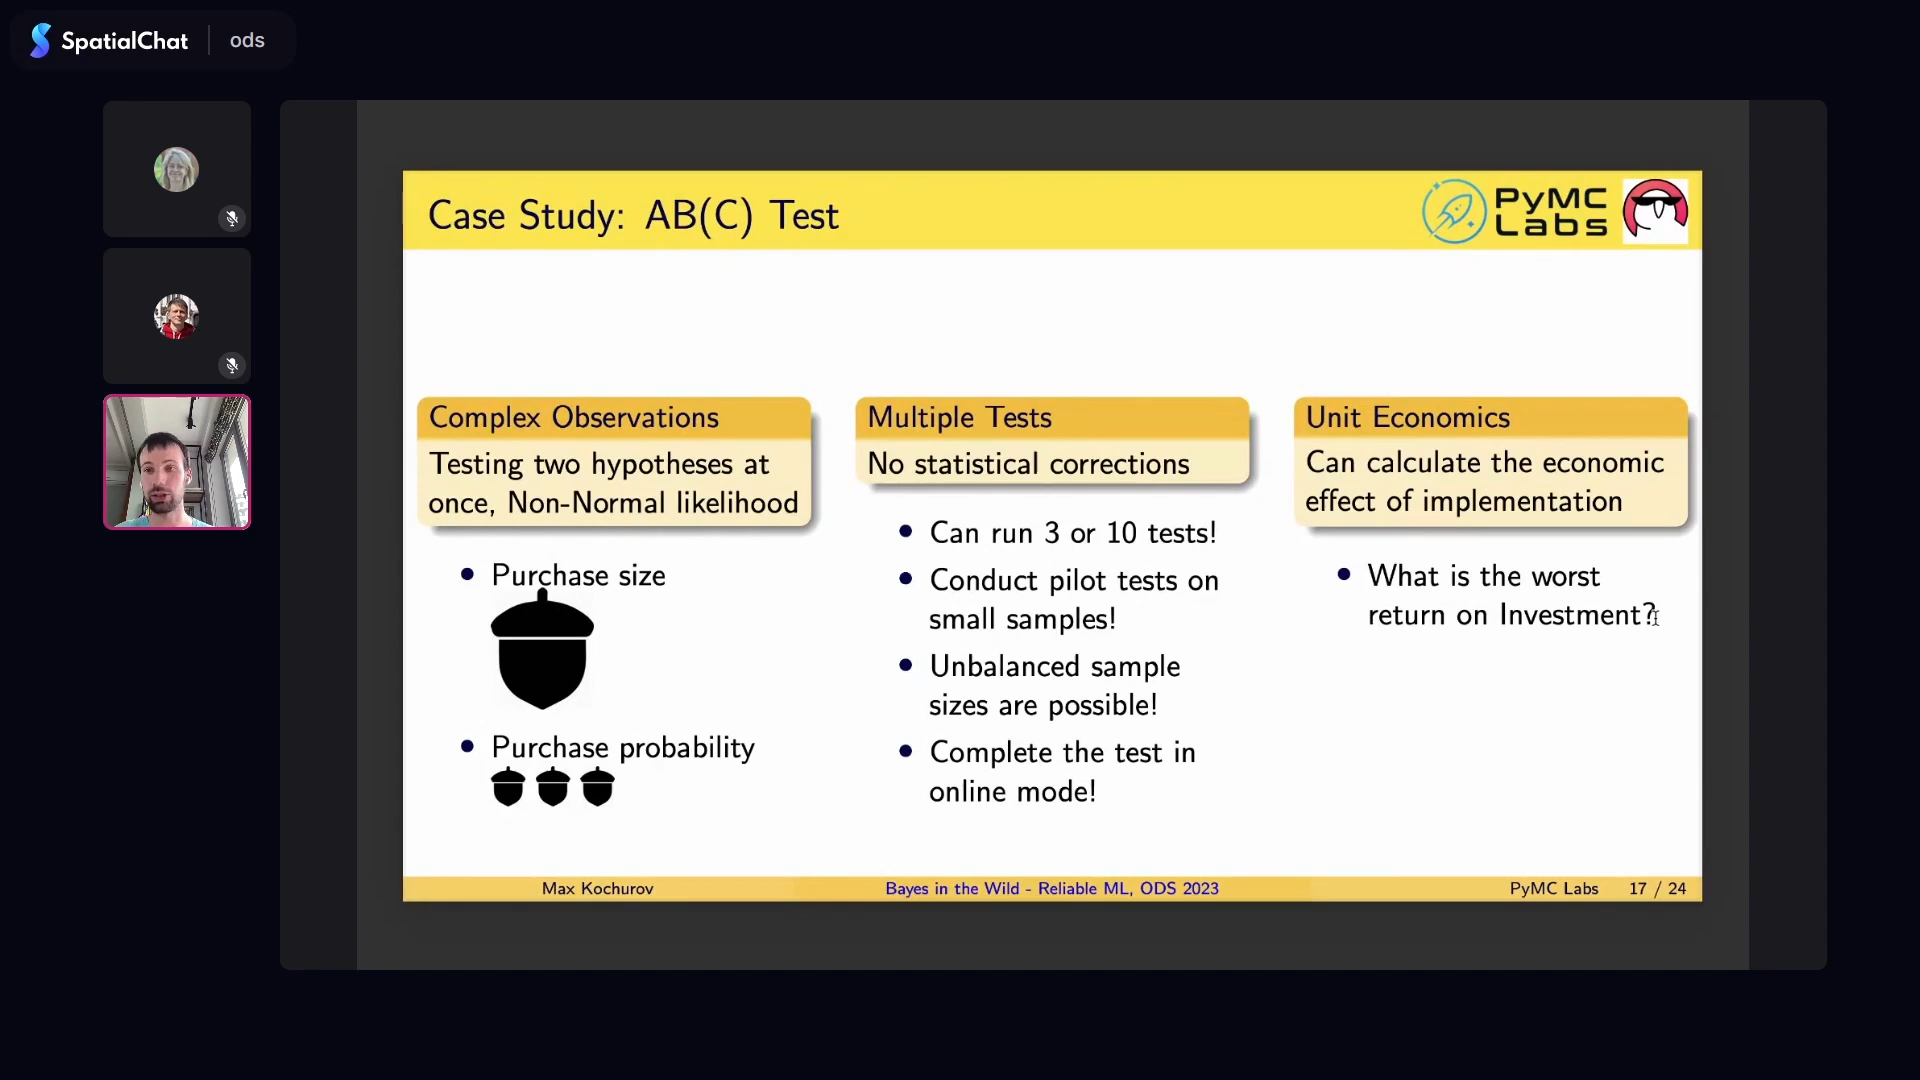 SpatialChat
ods
Case Study: AB(C) Test
PyMC
Labs
Complex Observations
Testing two hypotheses at
once, Non-Normal likelihood
Purchase size
Purchase probability
Multiple Tests
No statistical corrections
Can run 3 or 10 tests!
Conduct pilot tests on
small samples!
Unbalanced sample
sizes are possible!
Complete the test in
online mode!
Unit Economics
Can calculate the economic
effect of implementation
What is the worst
return on Investment?
Max Kochurov
Bayes in the Wild - Reliable ML, ODS 2023
PyMC Labs
17 / 24